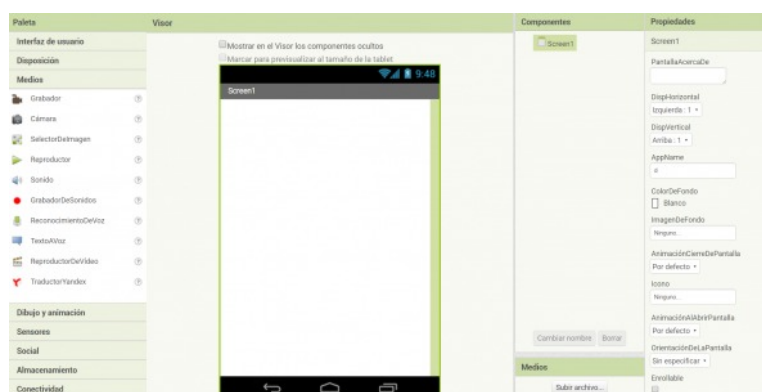 Paleta
Interfaz de usuario
Disposición
Medios
Grabador
Cámara
SelectorDeImagen
Reproductor
Sonido
GrabadorDeSonidos
ReconocimientoDeVoz
TextoAVoz
ReproductorDeVídeo
TraductorYandex
Dibujo y animación
Sensores
Social
Almacenamiento
Conectividad
Visor
Mostrar en el Visor los componentes ocultos
Marcar para previsualizar al tamaño de la tablet
9:48
Screen1
Componentes
Screen1
Cambiar nombre Borrar
Medios
Subir archivo...
Propiedades
Screen1
PantallaAcercaDe
DispHorizontal
Izquierda : 1
DispVertical
Arriba : 1
AppName
ColorDeFondo
Blanco
ImagenDeFondo
Ninguno...
AnimaciónCierreDePantalla
Por defecto
Icono
Ninguno...
AnimaciónAlAbrirPantalla
Por defecto
OrientaciónDeLaPantalla
Sin especificar
Enrollable